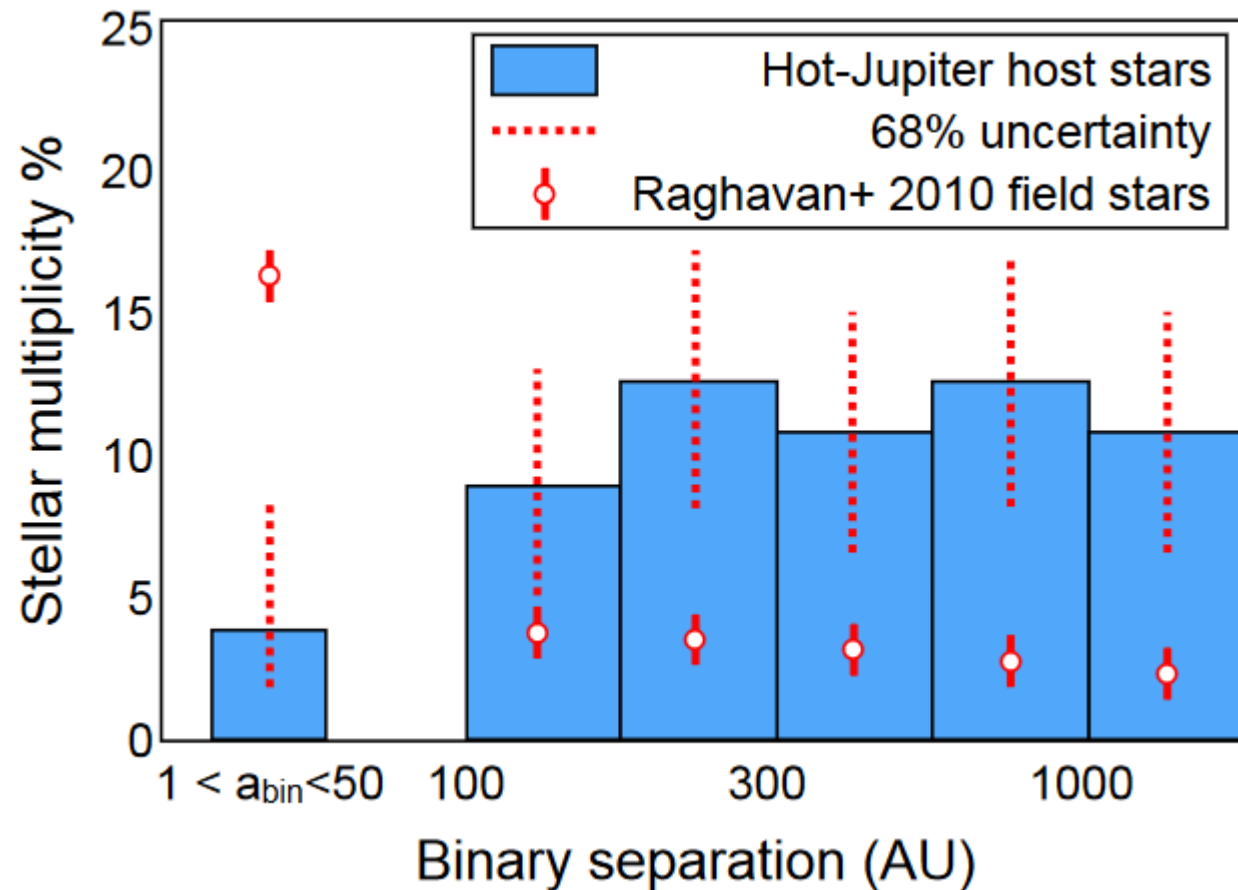 25
20
15
10
5
0
Stellar multiplicity %
Hot-Jupiter host stars
68% uncertainty
Raghavan+ 2010 field stars
1 < abin<50
100
300
1000
Binary separation (AU)